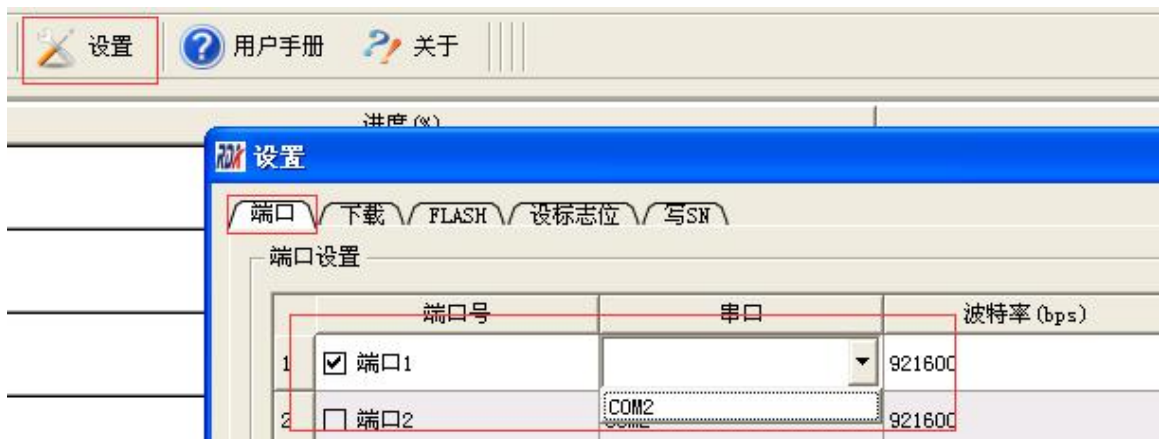 设置 用户手册 关于
进度(%)
RDA 设置
端口 下载 FLASH 设标志位 写SN
端口设置
端口号 串口 波特率(bps)
1 端口1 921600
COM2
2 端口2 COM2 921600